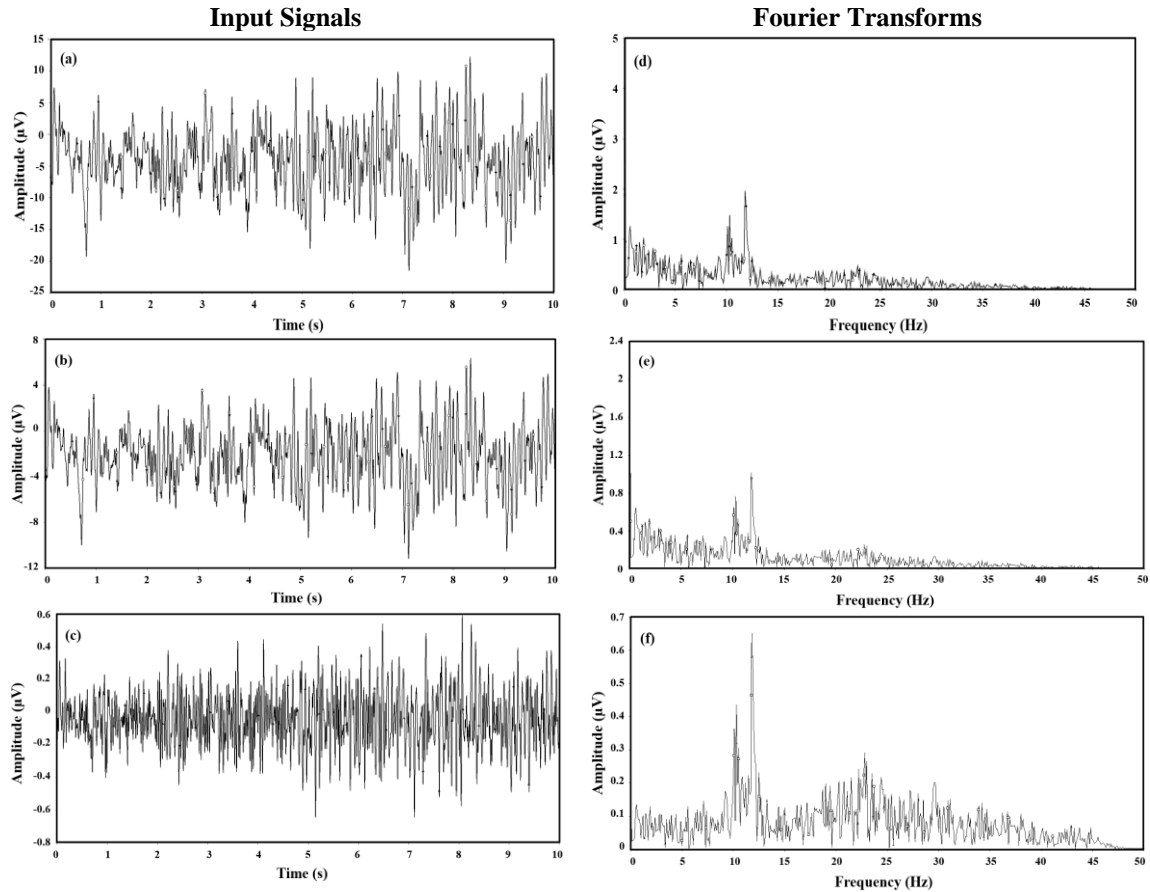 Input Signals
Fourier Transforms
(a)
15
10
5
0
-5
-10
-15
-20
-25
Amplitude (µV)
0 1 2 3 4 5 6 7 8 9 10
Time (s)
(d)
5
4
3
2
1
0
Amplitude (µV)
0 5 10 15 20 25 30 35 40 45 50
Frequency (Hz)
(b)
8
4
0
-4
-8
-12
Amplitude (µV)
0 1 2 3 4 5 6 7 8 9 10
Time (s)
(e)
2.4
2
1.6
1.2
0.8
0.4
0
Amplitude (µV)
5 10 15 20 25 30 35 40 45 50
Frequency (Hz)
(c)
0.6
0.4
0.2
0
-0.2
-0.4
-0.6
-0.8
Amplitude (µV)
0 1 2 3 4 5 6 7 8 9 10
Time (s)
(f)
0.7
0.6
0.5
0.4
0.3
0.2
0.1
0
Amplitude (µV)
5 10 15 20 25 30 35 40 45 50
Frequency (Hz)